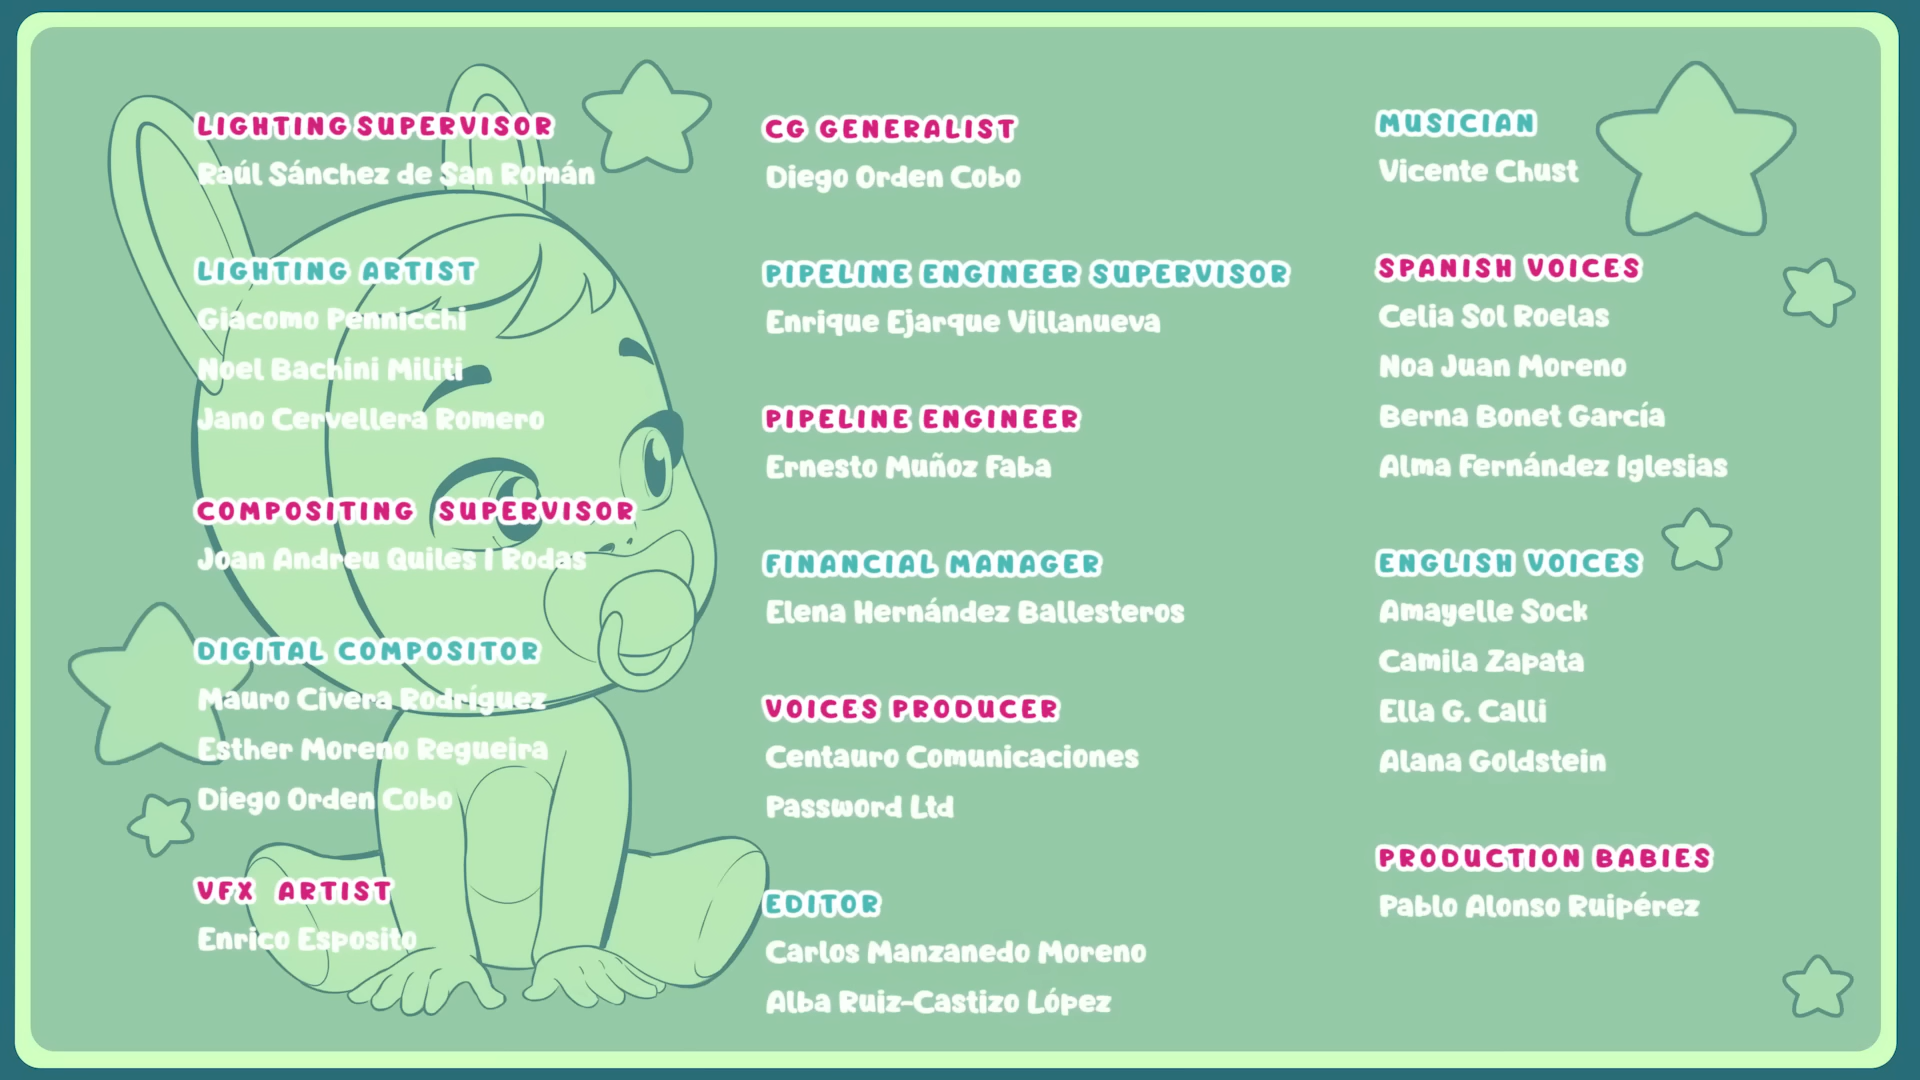 LIGHTING SUPERVISOR
Raúl Sánchez de San Román
LIGHTING ARTIST
Giacomo Pennicchi
Noel Bachini Militi
Jano Cervellera Romero
COMPOSITING SUPERVISOR
Joan Andreu Quiles I Rodas
DIGITAL COMPOSITOR
Mauro Civera Rodríguez
Esther Moreno Regueira
Diego Orden Cobo
VFX ARTIST
Enrico Esposito
CG GENERALIST
Diego Orden Cobo
PIPELINE ENGINEER SUPERVISOR
Enrique Ejarque Villanueva
PIPELINE ENGINEER
Ernesto Muñoz Faba
FINANCIAL MANAGER
Elena Hernández Ballesteros
VOICES PRODUCER
Centauro Comunicaciones
Password Ltd
EDITOR
Carlos Manzanedo Moreno
Alba Ruiz-Castizo López
MUSICIAN
Vicente Chust
SPANISH VOICES
Celia Sol Roelas
Noa Juan Moreno
Berna Bonet García
Alma Fernández Iglesias
ENGLISH VOICES
Amayelle Sock
Camila Zapata
Ella G. Calli
Alana Goldstein
PRODUCTION BABIES
Pablo Alonso Ruipérez